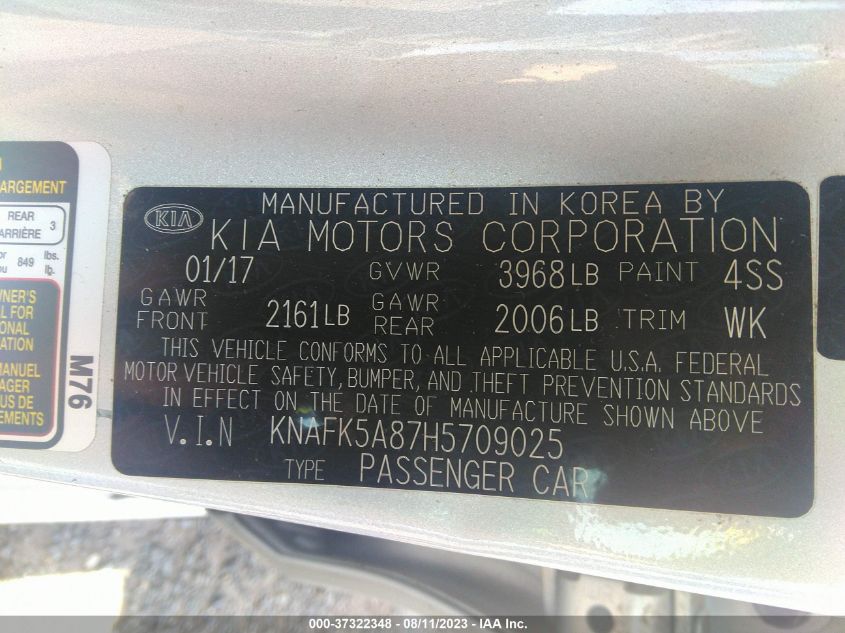 MANUFACTURED IN KOREA BY
KIA KIA MOTORS CORPORATION
01/17 GVWR 3968LB PAINT 4SS
GAWR FRONT 2161LB GAWR REAR 2006LB TRIM WK
THIS VEHICLE CONFORMS TO ALL APPLICABLE U.S.A. FEDERAL
MOTOR VEHICLE SAFETY, BUMPER, AND THEFT PREVENTION STANDARDS
IN EFFECT ON THE DATE OF MANUFACTURE SHOWN ABOVE
V.I.N KNAFK5A87H5709025
TYPE PASSENGER CAR
ARGEMENT
REAR 3
ARRIÈRE
or 849 lbs.
ou lb.
WNER'S
L FOR
ONAL
ATION
MANUEL
AGER
US DE
EMENTS
M76
000-37322348 - 08/11/2023 - IAA Inc.